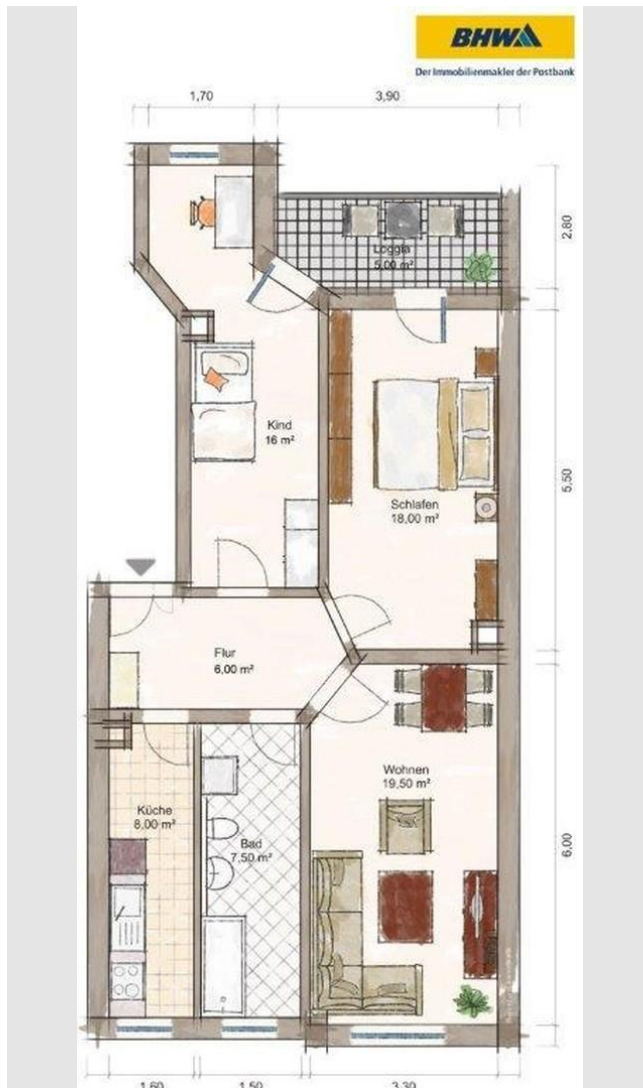 BHW
Der Immobilienmakler der Postbank
1,70
3,90
2.80
Loggia
5,00 m²
Kind
16 m²
Schlafen
18,00 m²
5.50
Flur
6,00 m²
Wohnen
19,50 m²
Küche
8,00 m²
Bad
7,50 m²
6.00
1,60
1,50
3,30